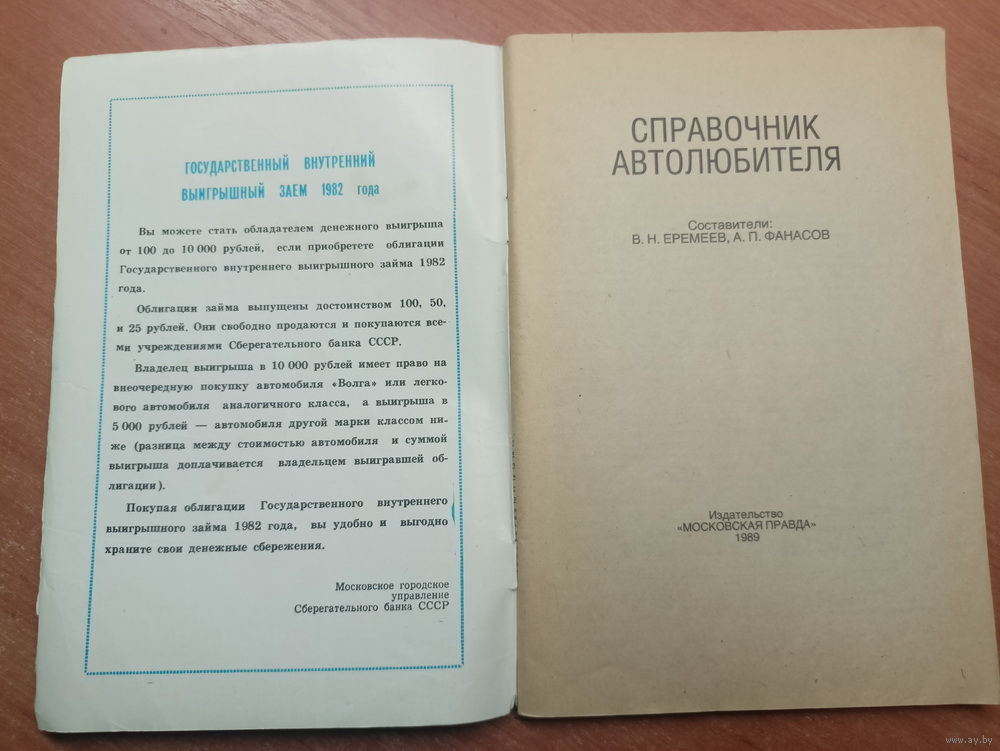 ГОСУДАРСТВЕННЫЙ ВНУТРЕННИЙ
ВЫИГРЫШНЫЙ ЗАЕМ 1982 года
Вы можете стать обладателем денежного выигрыша
от 100 до 10 000 рублей, если приобретете облигации
Государственного внутреннего выигрышного займа 1982
года.
Облигации займа выпущены достоинством 100, 50,
и 25 рублей. Они свободно продаются и покупаются все-
ми учреждениями Сберегательного банка СССР.
Владелец выигрыша в 10 000 рублей имеет право на
внеочередную покупку автомобиля «Волга» или легко-
вого автомобиля аналогичного класса, а выигрыша в
5 000 рублей — автомобиля другой марки классом ни-
же (разница между стоимостью автомобиля и суммой
выигрыша доплачивается владельцем выигравшей об-
лигации).
Покупая облигации Государственного внутреннего
выигрышного займа 1982 года, вы удобно и выгодно
храните свои денежные сбережения.
Московское городское
управление
Сберегательного банка СССР
СПРАВОЧНИК
АВТОЛЮБИТЕЛЯ
Составители:
В. Н. ЕРЕМЕЕВ, А. П. ФАНАСОВ
Издательство
«МОСКОВСКАЯ ПРАВДА»
1989
www.ay.by